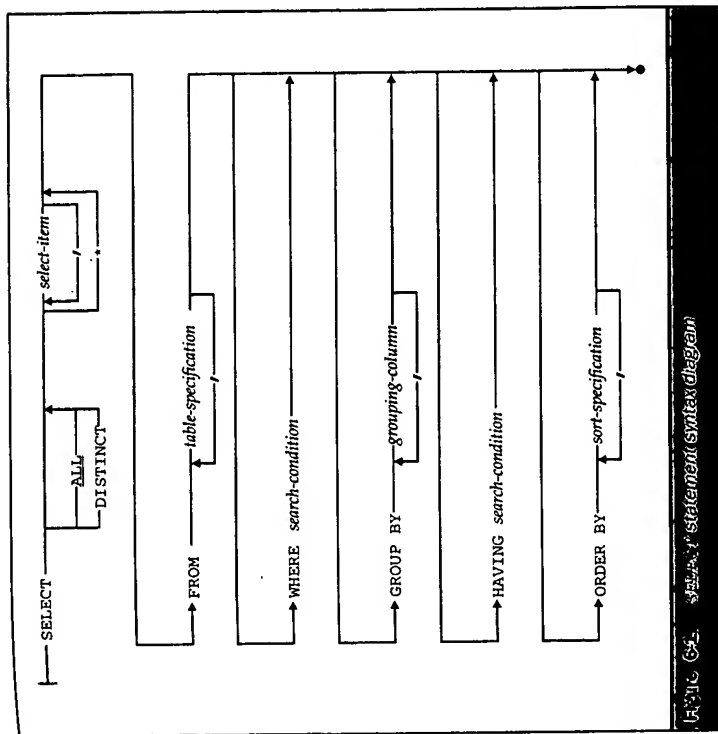 SELECT
ALL
DISTINCT
select-item
,
*
FROM table-specification
,
WHERE search-condition
GROUP BY grouping-column
,
HAVING search-condition
ORDER BY sort-specification
,
SELECT statement syntax diagram